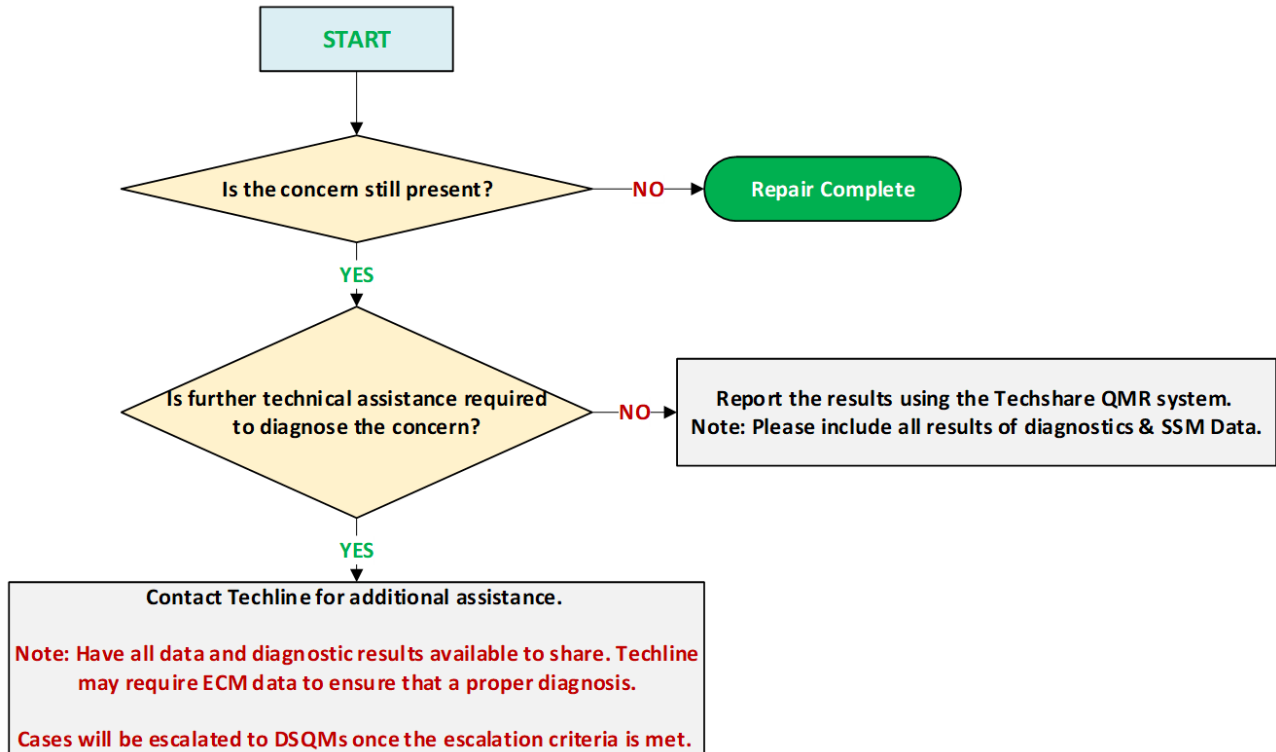 START
Is the concern still present?
NO
Repair Complete
YES
Is further technical assistance required
to diagnose the concern?
NO
Report the results using the Techshare QMR system.
Note: Please include all results of diagnostics & SSM Data.
YES
Contact Techline for additional assistance.
Note: Have all data and diagnostic results available to share. Techline
may require ECM data to ensure that a proper diagnosis.
Cases will be escalated to DSQMs once the escalation criteria is met.